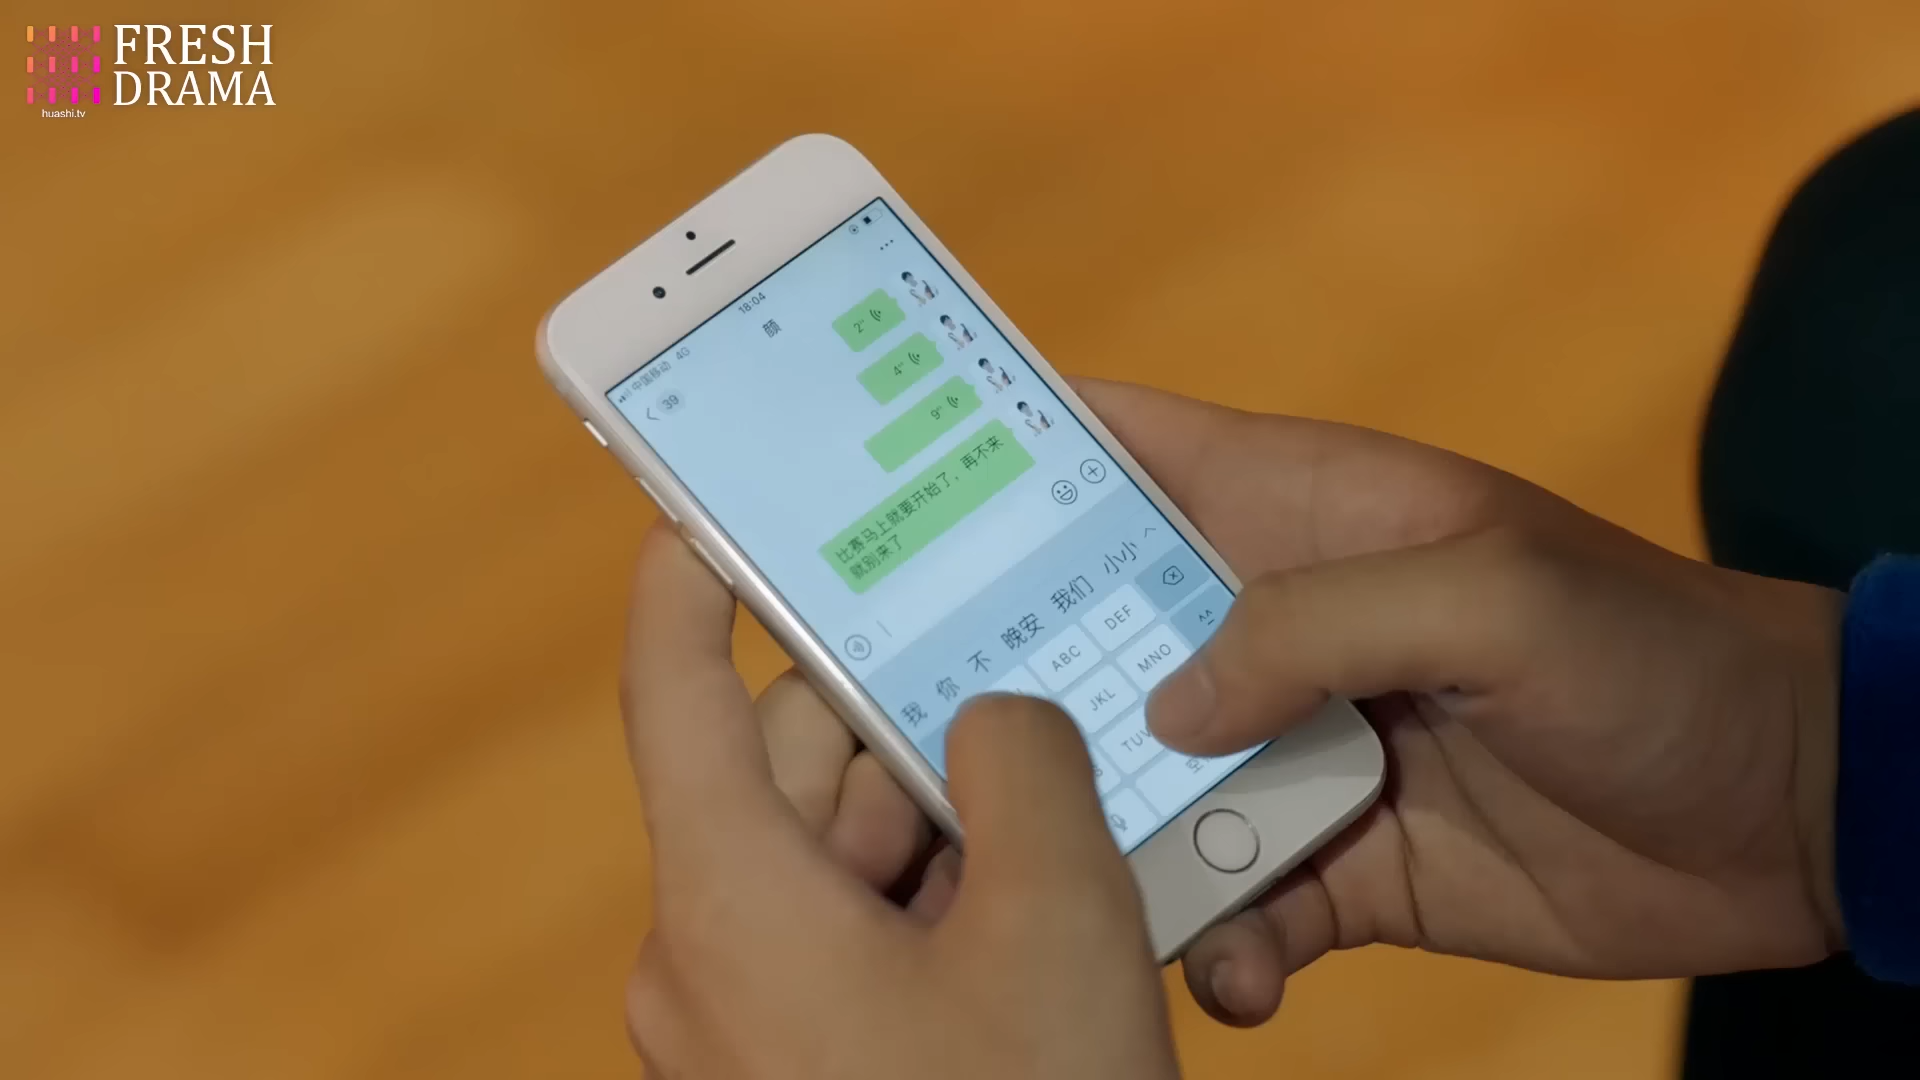 FRESH
DRAMA
huashi.tv
中国移动 4G
18:04
39
颜
2"
4"
9"
比赛马上就要开始了，再不来
就别来了
我 你 不 晚安 我们 小小
ABC
DEF
JKL
MNO
TUV
^^